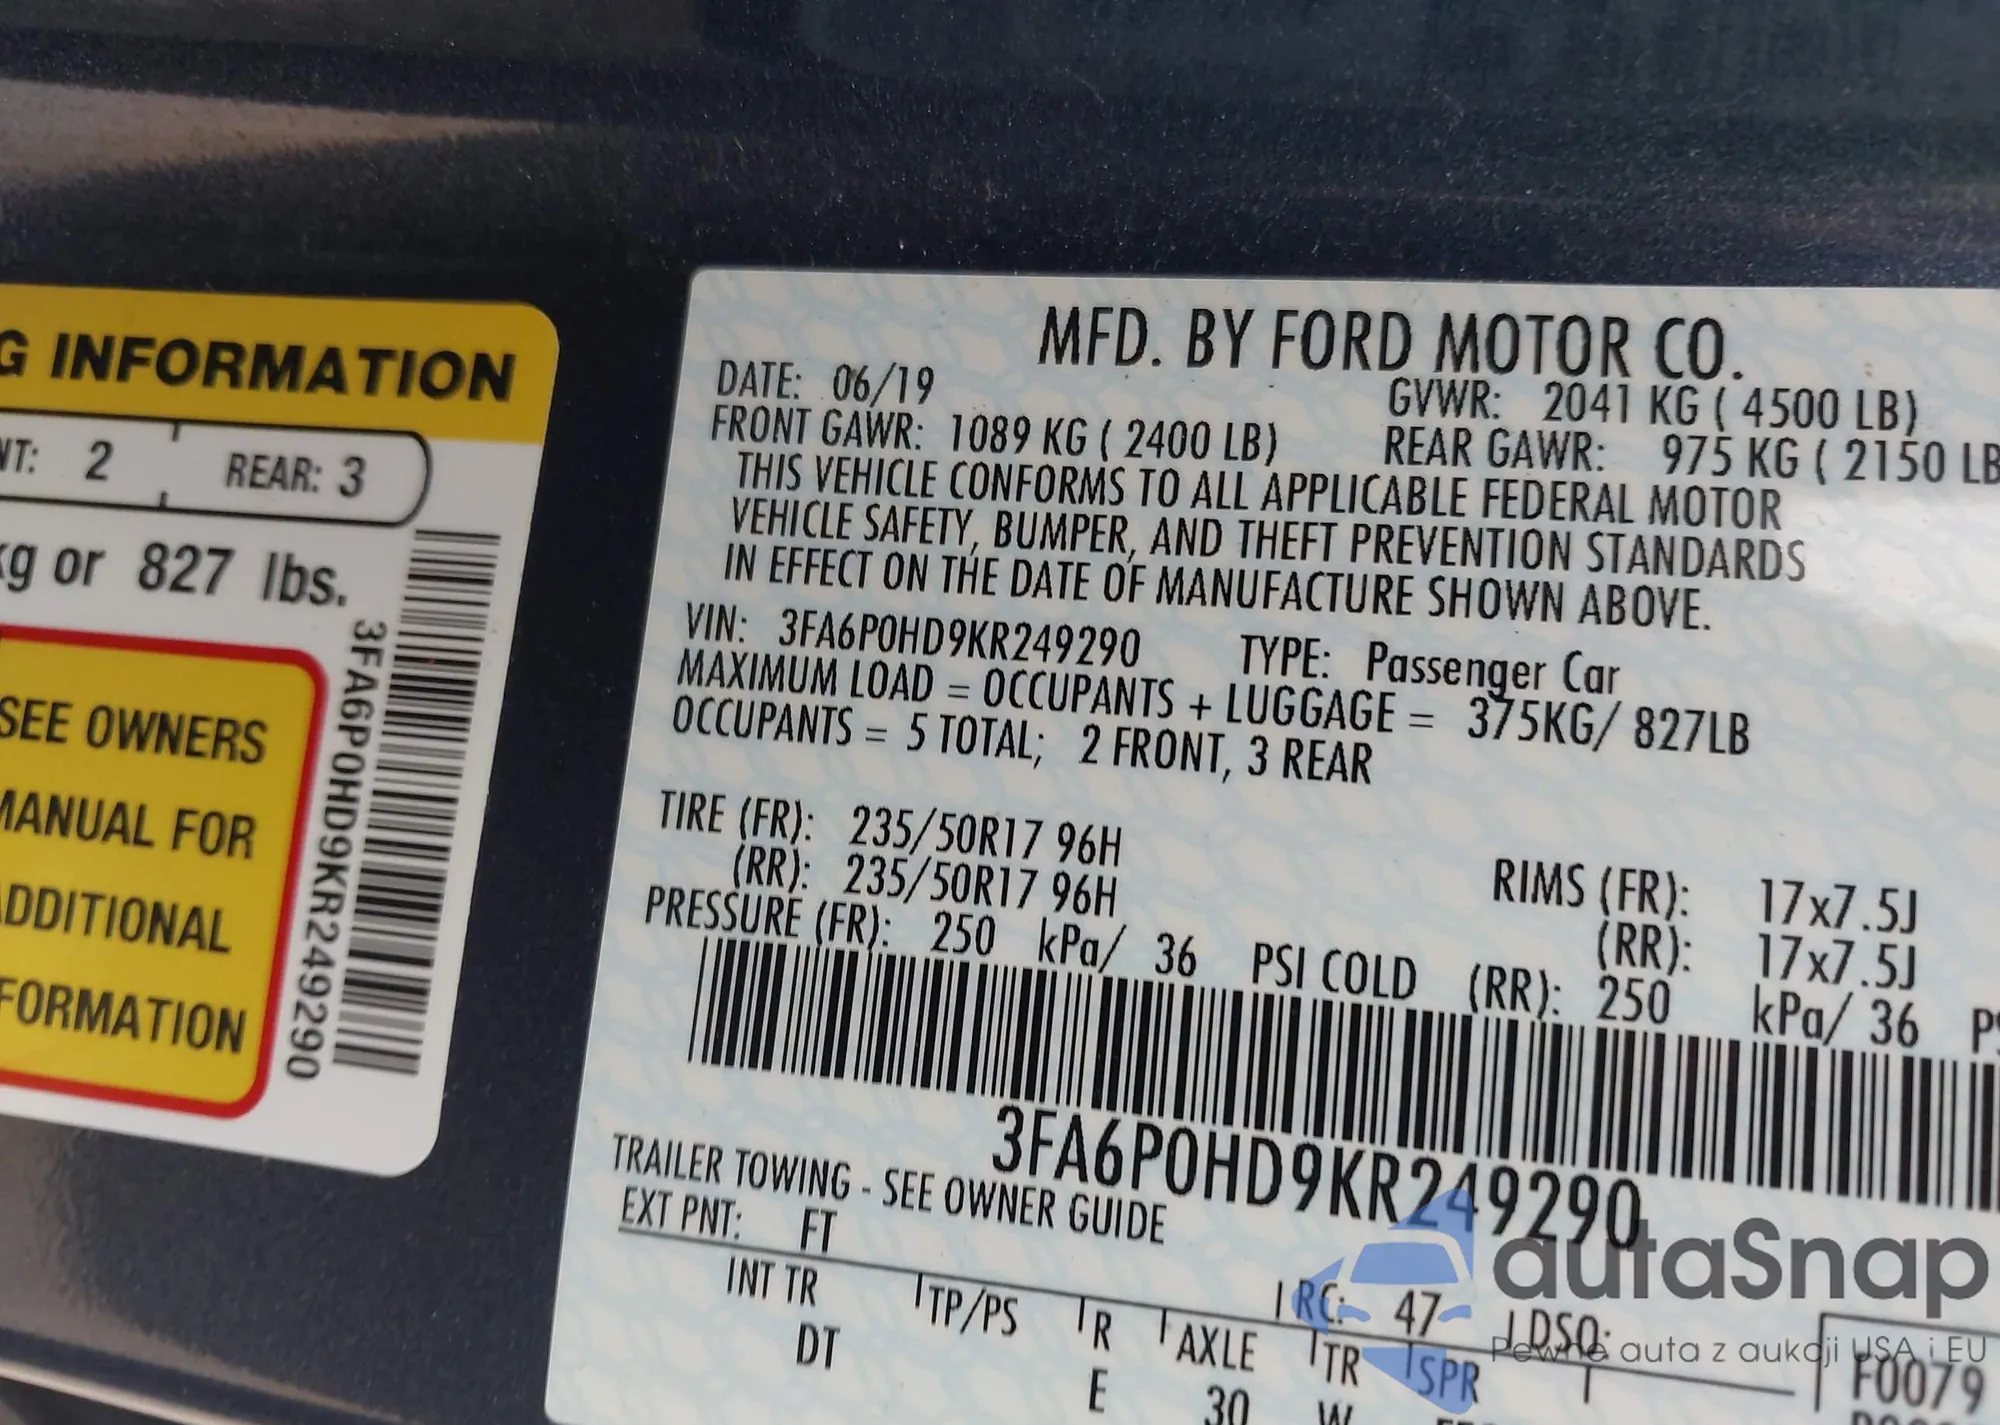 G INFORMATION
NT: 2 REAR: 3
kg or 827 lbs.
SEE OWNERS
MANUAL FOR
ADDITIONAL
FORMATION
3FA6P0HD9KR249290
MFD. BY FORD MOTOR CO.
DATE: 06/19 GVWR: 2041 KG ( 4500 LB)
FRONT GAWR: 1089 KG ( 2400 LB) REAR GAWR: 975 KG ( 2150 LB
THIS VEHICLE CONFORMS TO ALL APPLICABLE FEDERAL MOTOR
VEHICLE SAFETY, BUMPER, AND THEFT PREVENTION STANDARDS
IN EFFECT ON THE DATE OF MANUFACTURE SHOWN ABOVE.
VIN: 3FA6P0HD9KR249290 TYPE: Passenger Car
MAXIMUM LOAD = OCCUPANTS + LUGGAGE = 375KG/ 827LB
OCCUPANTS = 5 TOTAL; 2 FRONT, 3 REAR
TIRE (FR): 235/50R17 96H RIMS (FR): 17x7.5J
(RR): 235/50R17 96H (RR): 17x7.5J
PRESSURE (FR): 250 kPa/ 36 PSI COLD (RR): 250 kPa/ 36 PS
3FA6P0HD9KR249290
TRAILER TOWING - SEE OWNER GUIDE
EXT PNT: FT RC: 47 DSO:
INT TR TP/PS R AXLE TR SPR F0079
DT E 30 W
autaSnap
Pewne auta z aukcji USA i EU